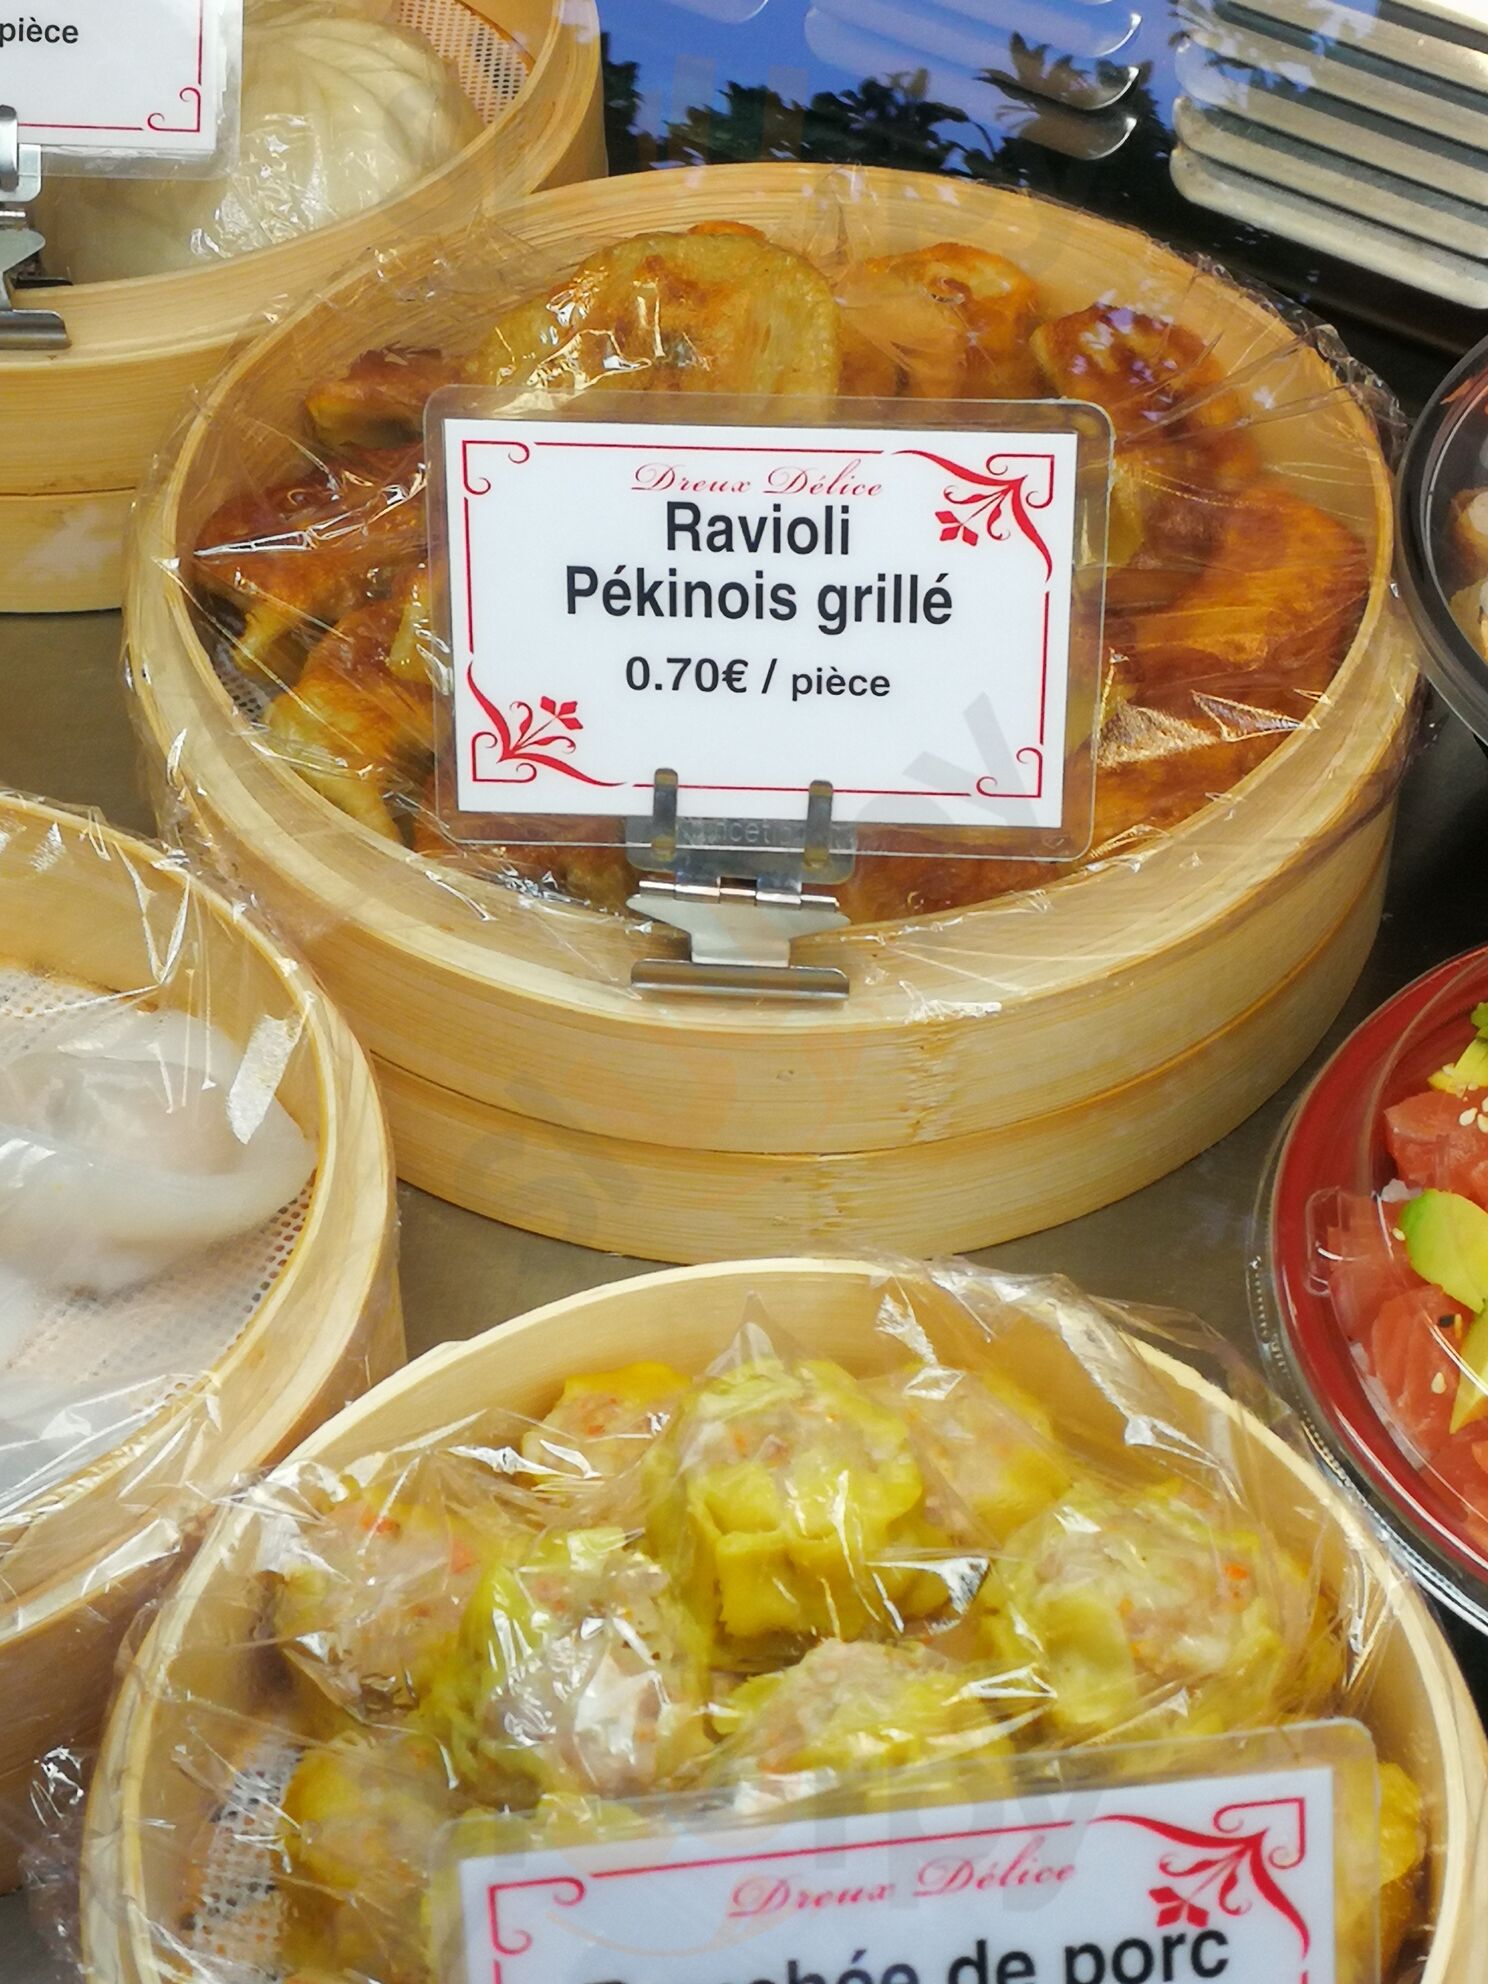 pièce
Dreux Délice
Ravioli
Pékinois grillé
0.70€ / pièce
Dreux Délice
de porc